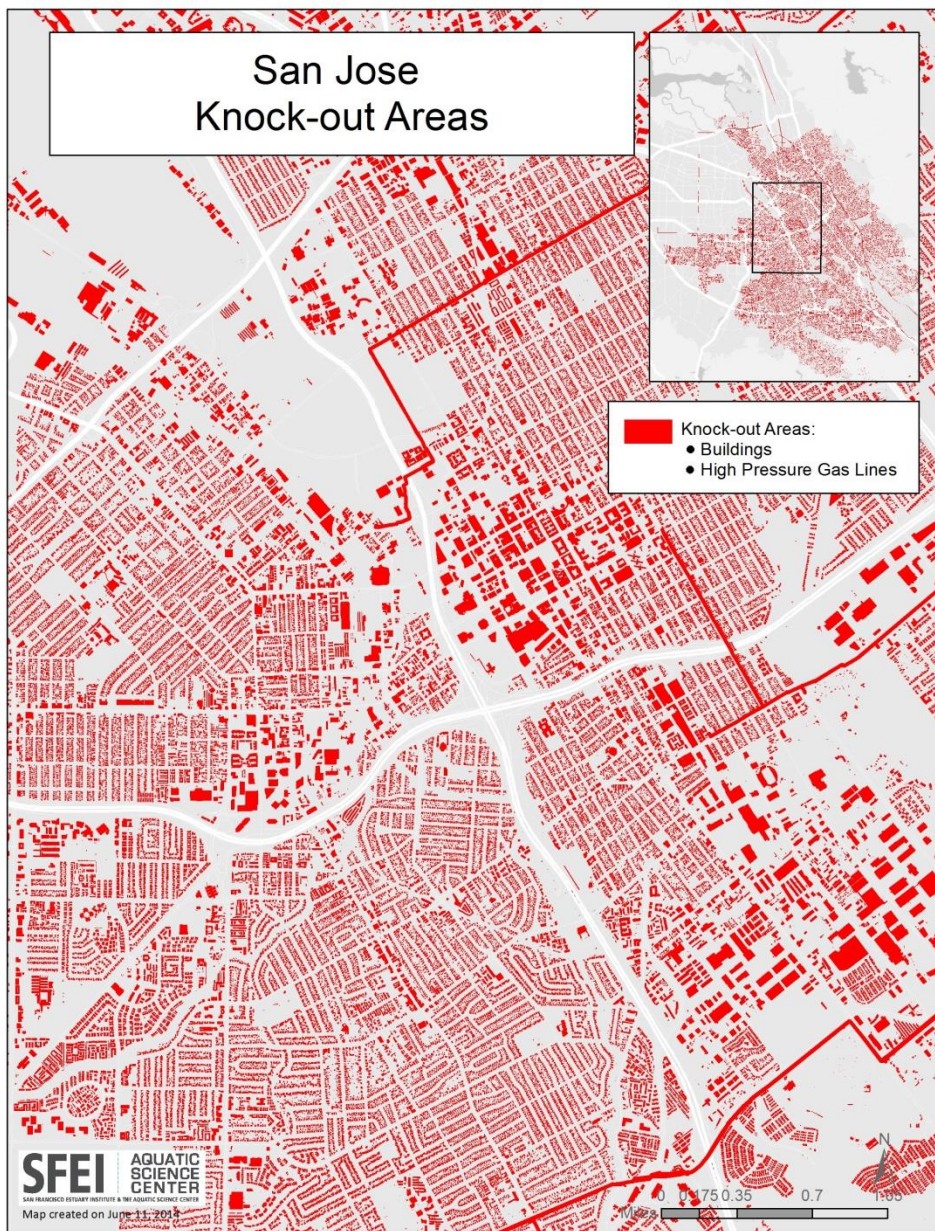 San Jose
Knock-out Areas
Knock-out Areas:
● Buildings
● High Pressure Gas Lines
N
0 0.175 0.35 0.7 1.05
Miles
SFEI AQUATIC SCIENCE CENTER
SAN FRANCISCO ESTUARY INSTITUTE & THE AQUATIC SCIENCE CENTER
Map created on June 11, 2014